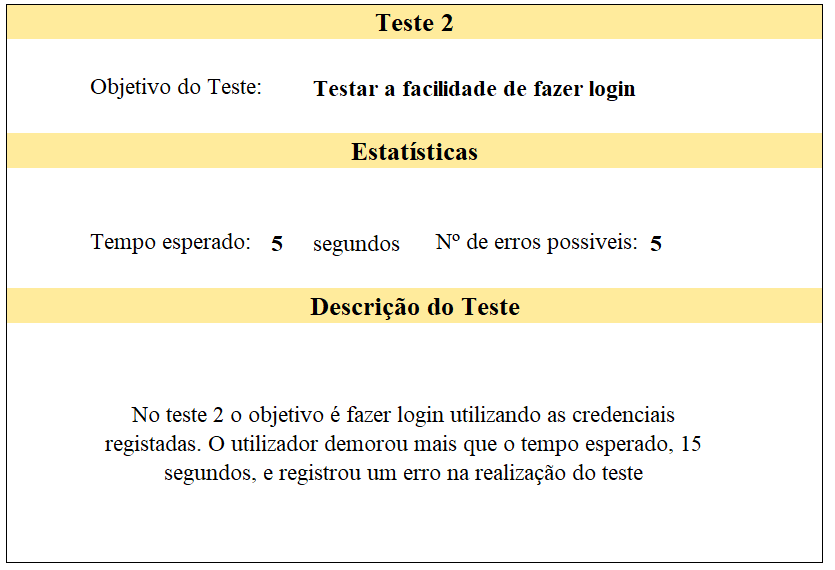 Teste 2
Objetivo do Teste: Testar a facilidade de fazer login
Estatísticas
Tempo esperado: 5 segundos Nº de erros possiveis: 5
Descrição do Teste
No teste 2 o objetivo é fazer login utilizando as credenciais
registadas. O utilizador demorou mais que o tempo esperado, 15
segundos, e registrou um erro na realização do teste